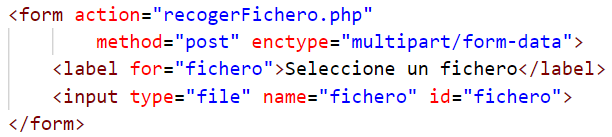 <form action="recogerFichero.php"
method="post" enctype="multipart/form-data">
<label for="fichero">Seleccione un fichero</label>
<input type="file" name="fichero" id="fichero">
</form>